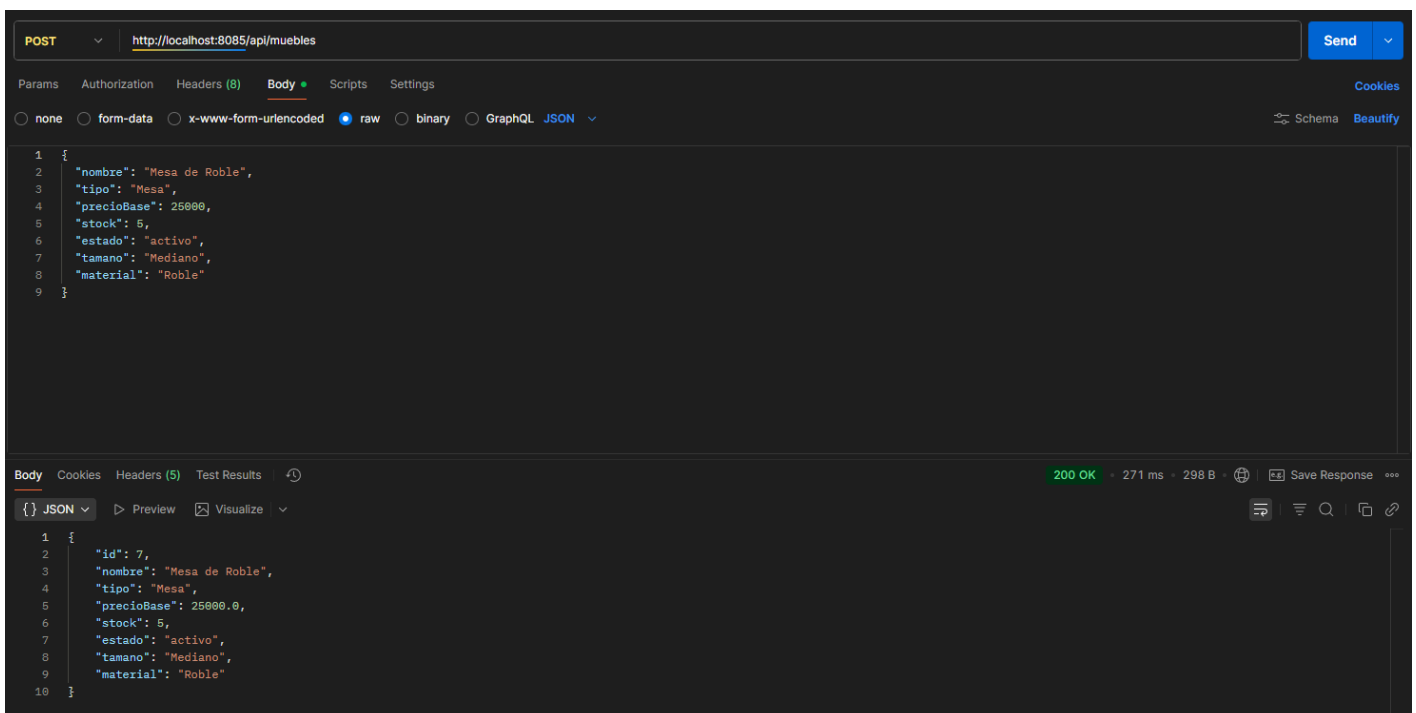 POST http://localhost:8085/api/muebles Send
Params Authorization Headers (8) Body Scripts Settings Cookies
none form-data x-www-form-urlencoded raw binary GraphQL JSON Schema Beautify
1 {
2 "nombre": "Mesa de Roble",
3 "tipo": "Mesa",
4 "precioBase": 25000,
5 "stock": 5,
6 "estado": "activo",
7 "tamano": "Mediano",
8 "material": "Roble"
9 }
Body Cookies Headers (5) Test Results 200 OK • 271 ms • 298 B • e.g. Save Response
{} JSON Preview Visualize
1 {
2 "id": 7,
3 "nombre": "Mesa de Roble",
4 "tipo": "Mesa",
5 "precioBase": 25000.0,
6 "stock": 5,
7 "estado": "activo",
8 "tamano": "Mediano",
9 "material": "Roble"
10 }